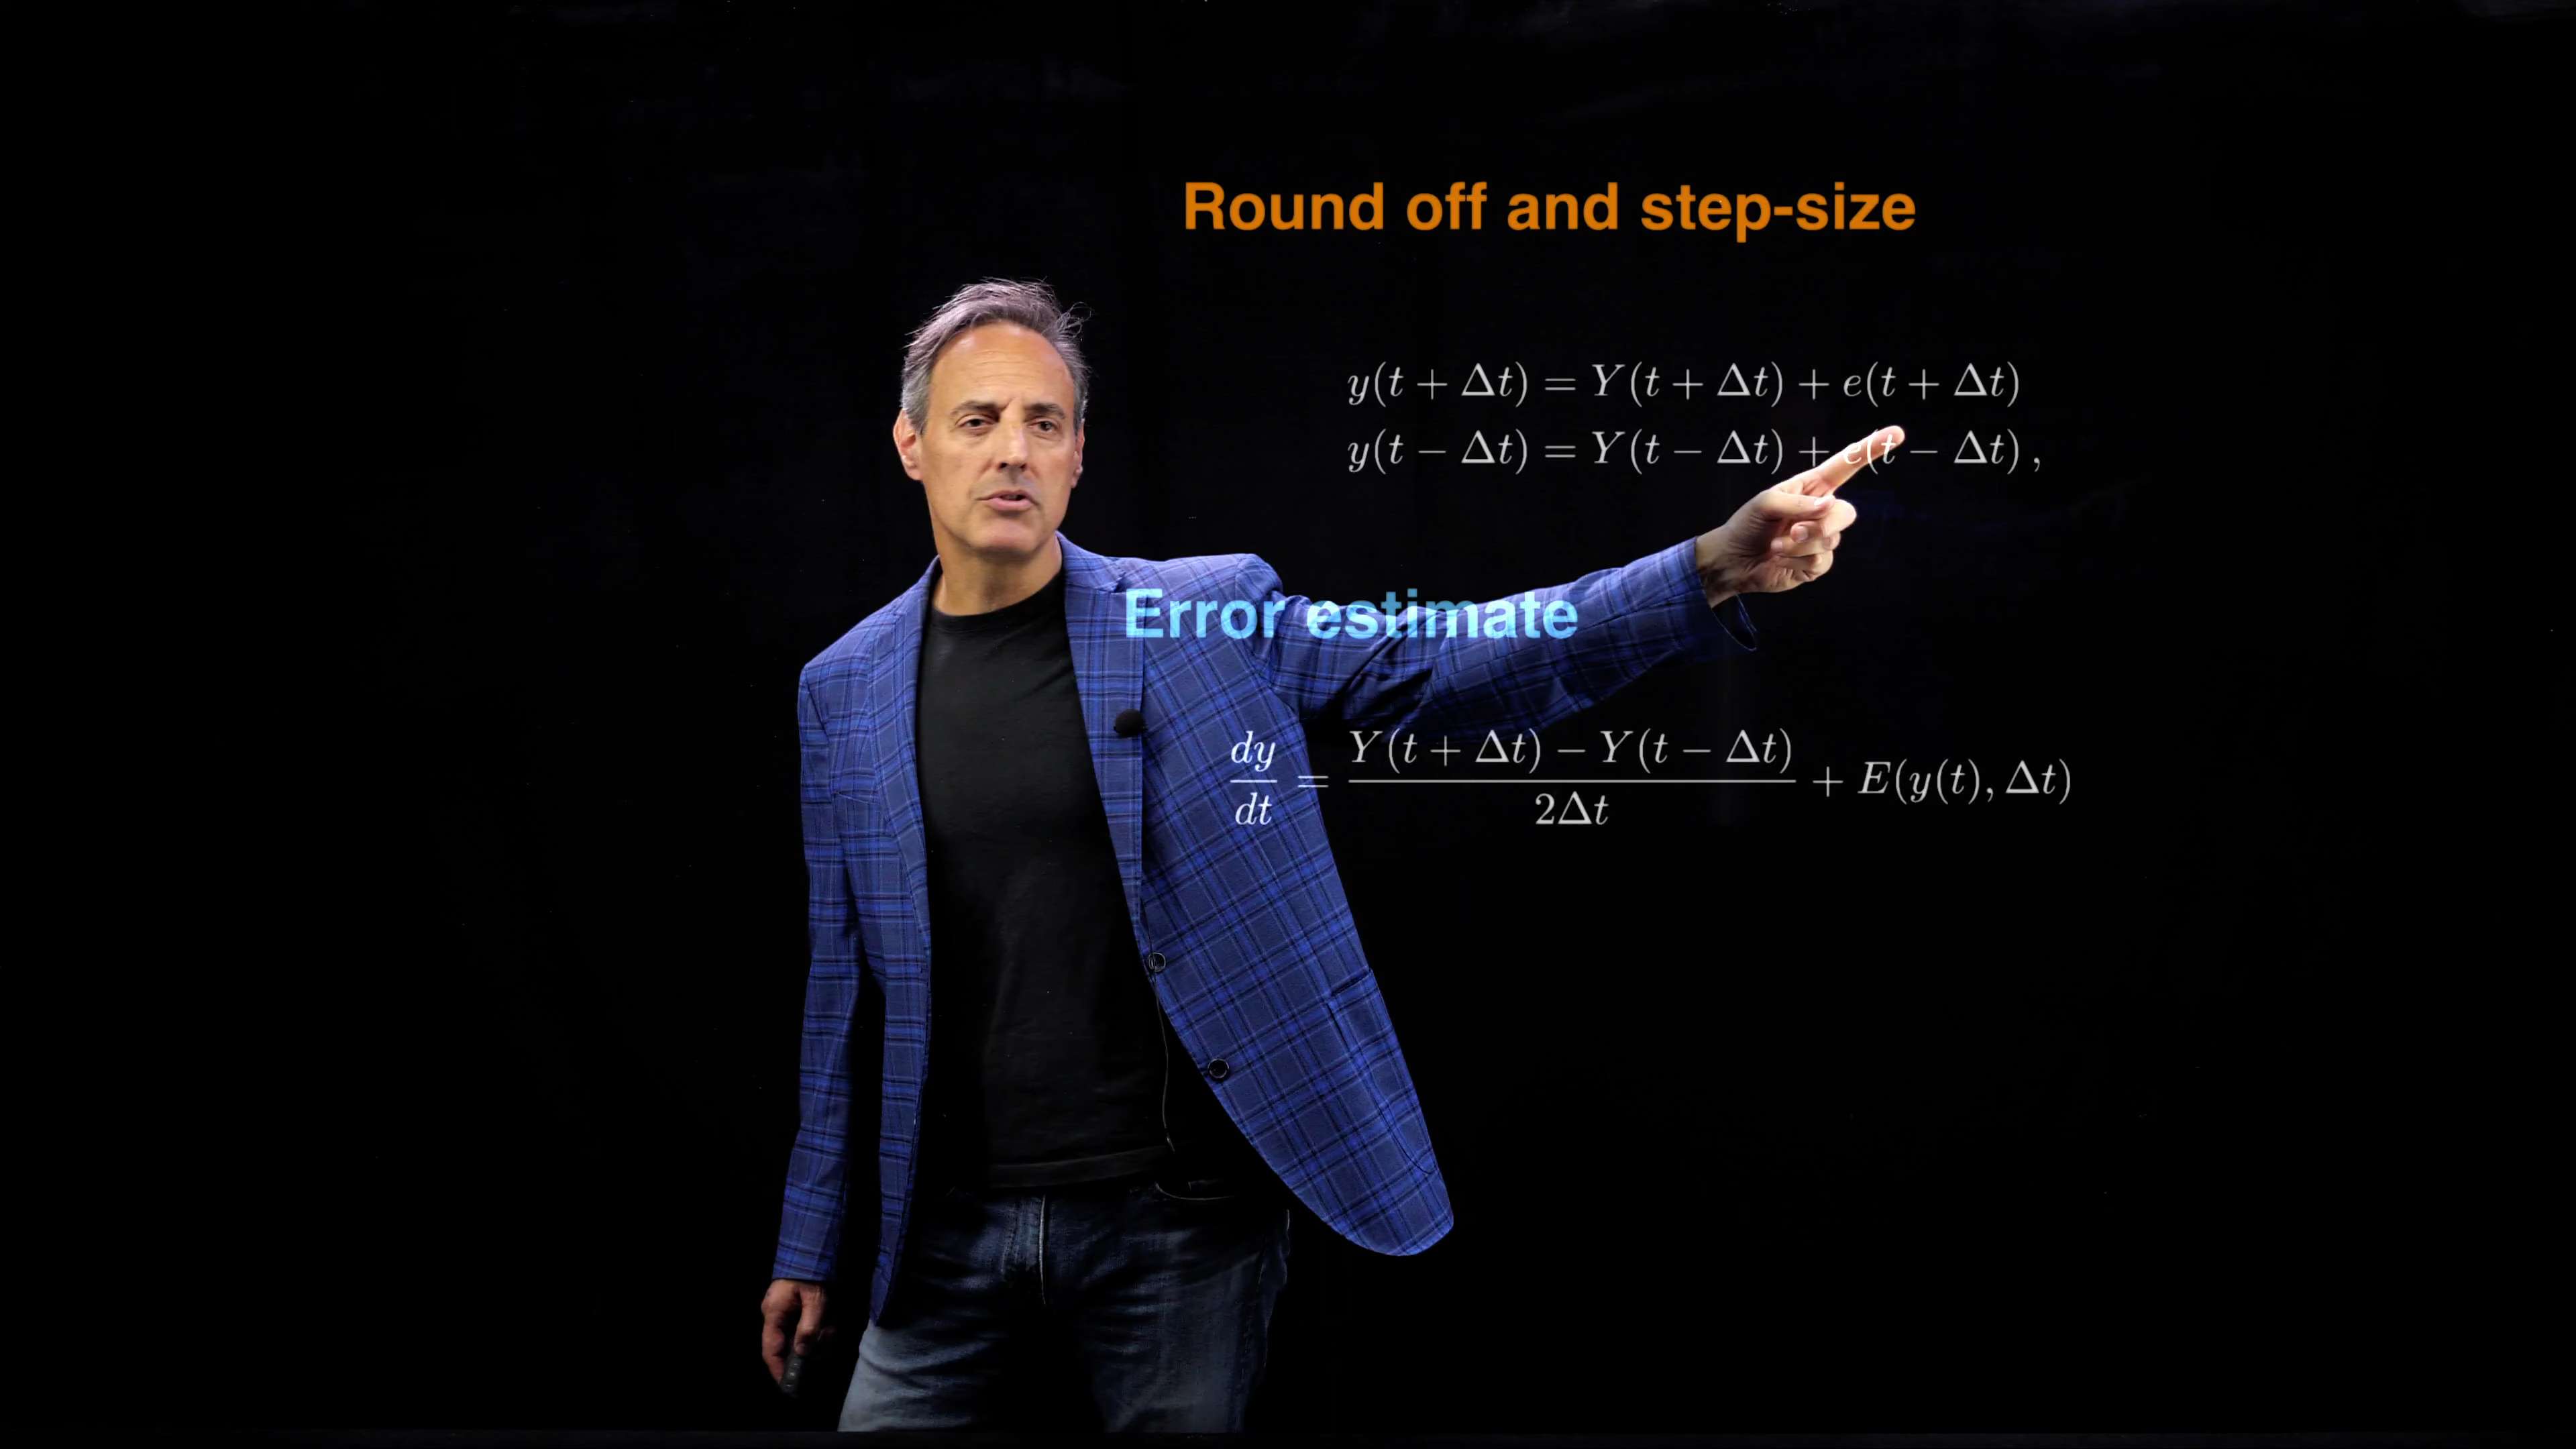 Round off and step-size
y(t + Δt) = Y(t + Δt) + e(t + Δt)
y(t − Δt) = Y(t − Δt) + e(t − Δt) ,
Error estimate
dy/dt = (Y(t + Δt) − Y(t − Δt))/(2Δt) + E(y(t), Δt)